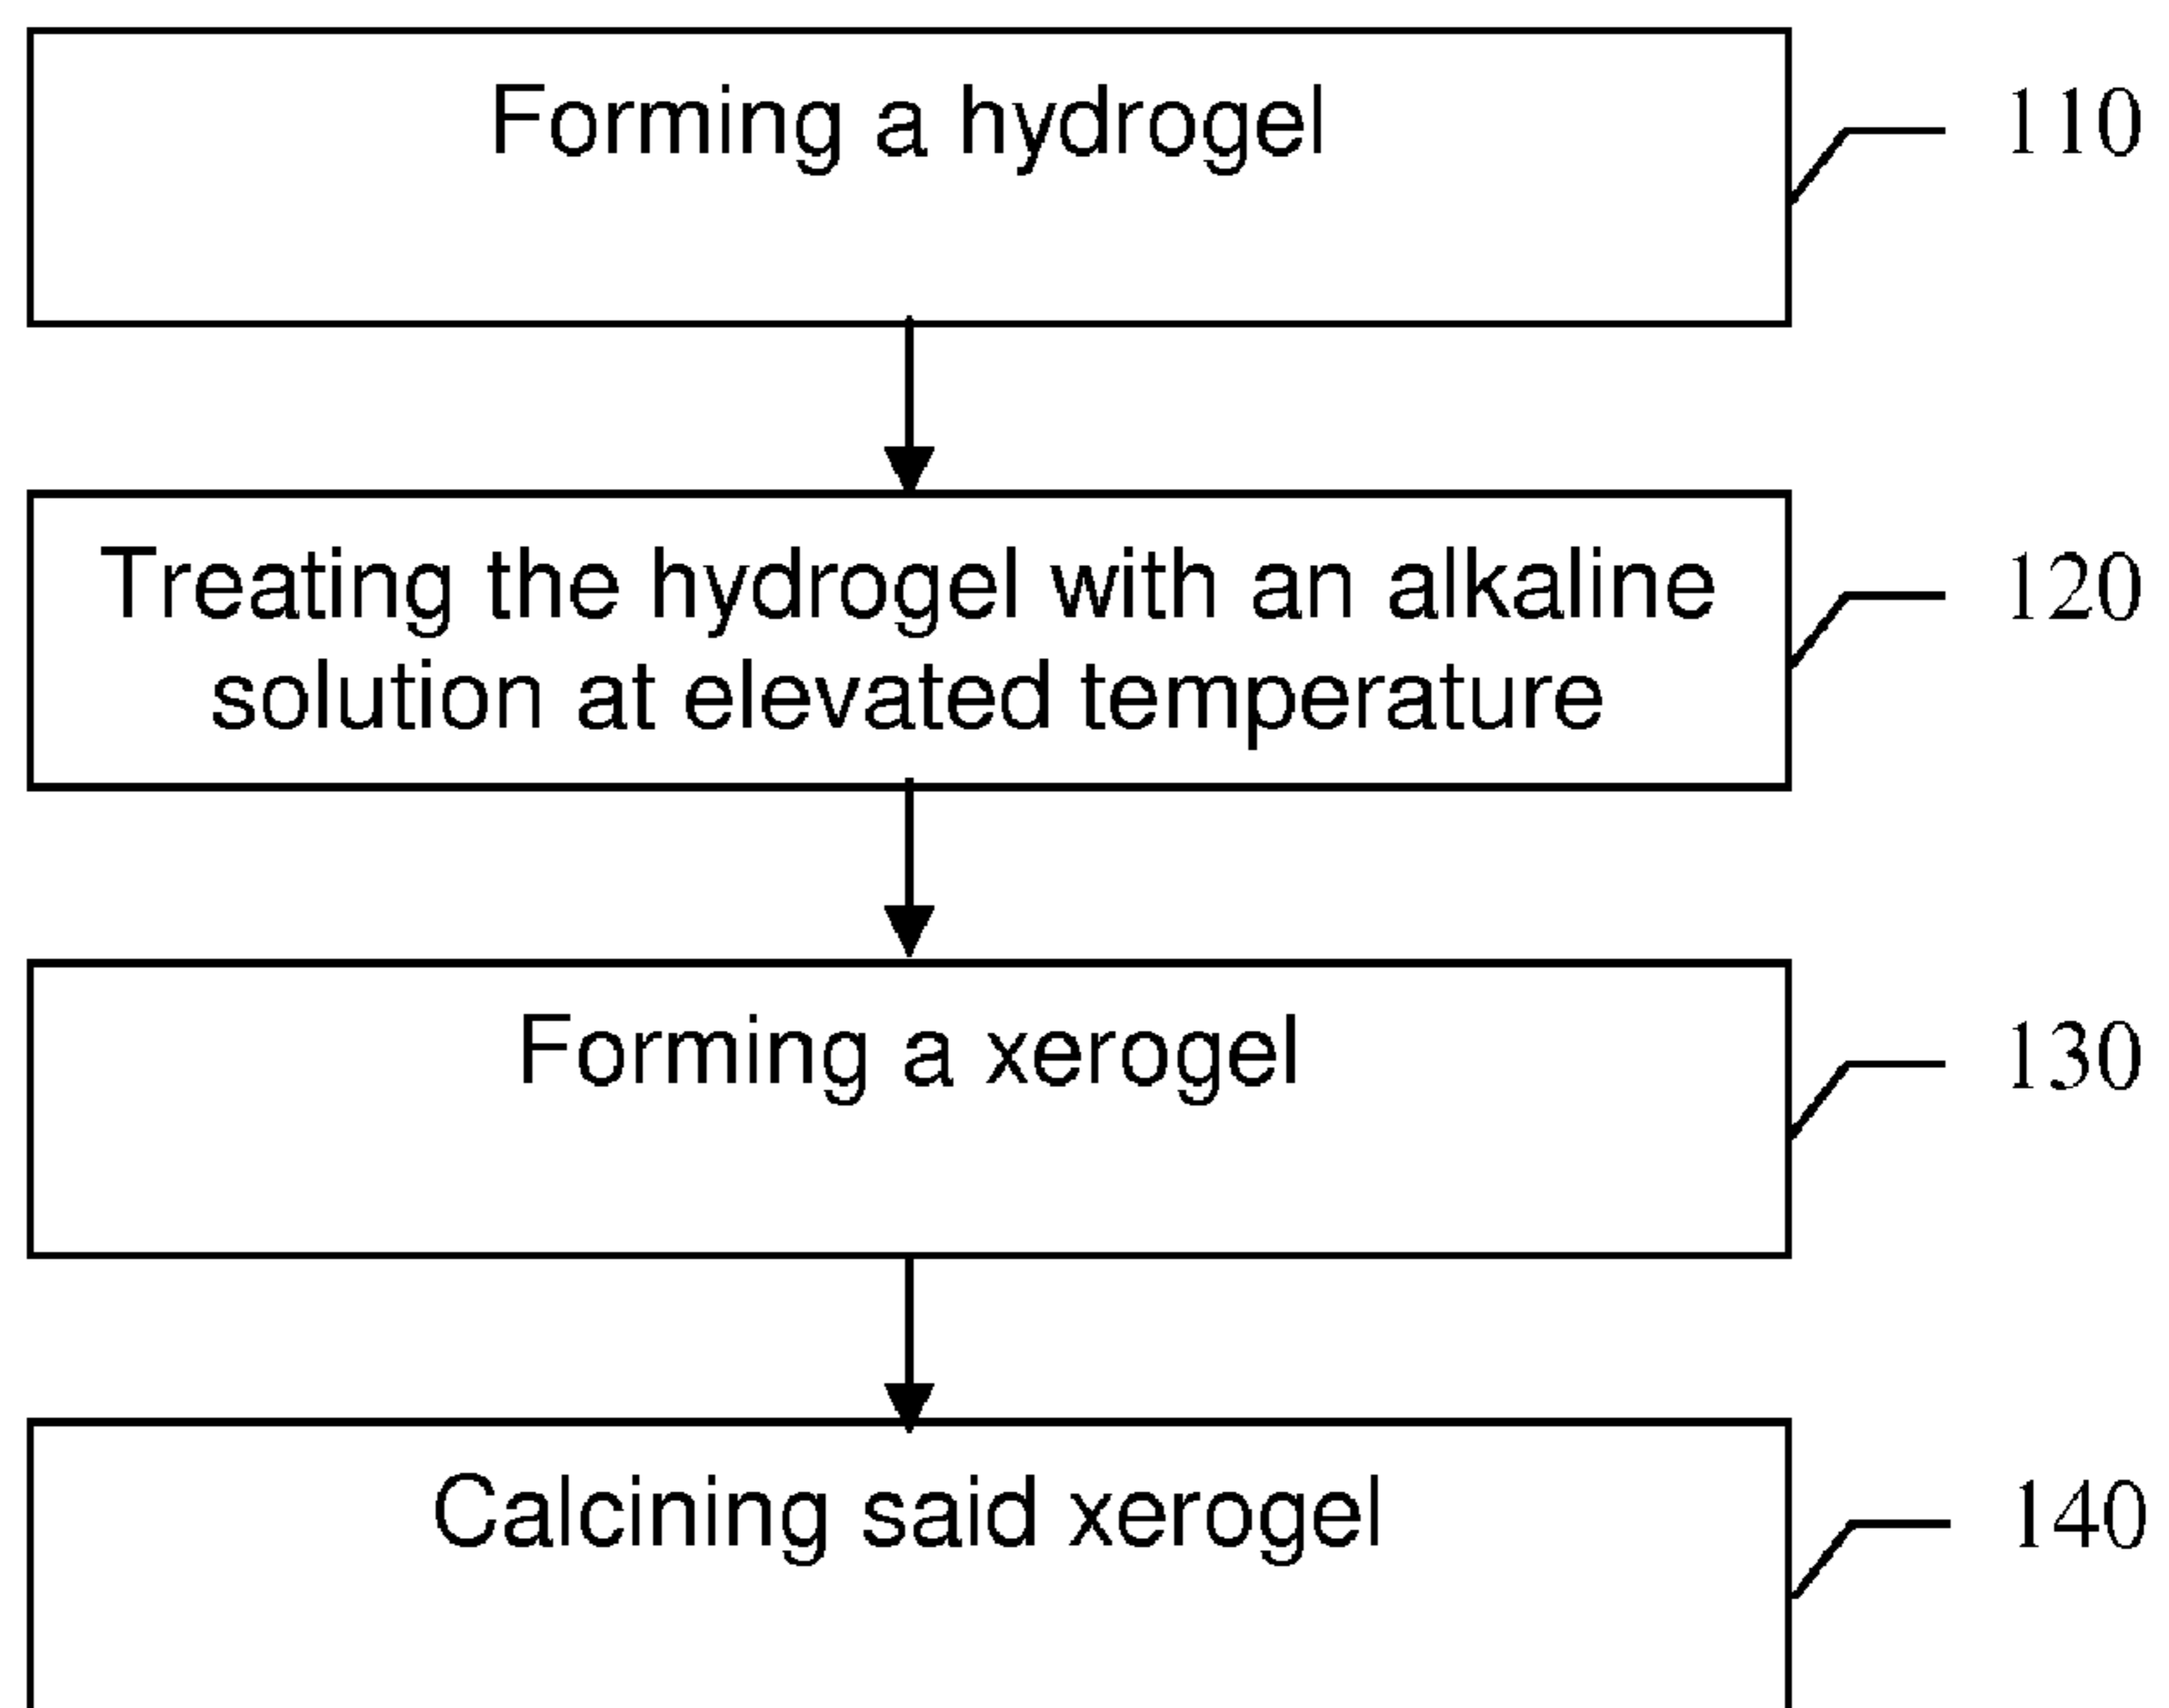 Forming a hydrogel
110
Treating the hydrogel with an alkaline
solution at elevated temperature
120
Forming a xerogel
130
Calcining said xerogel
140